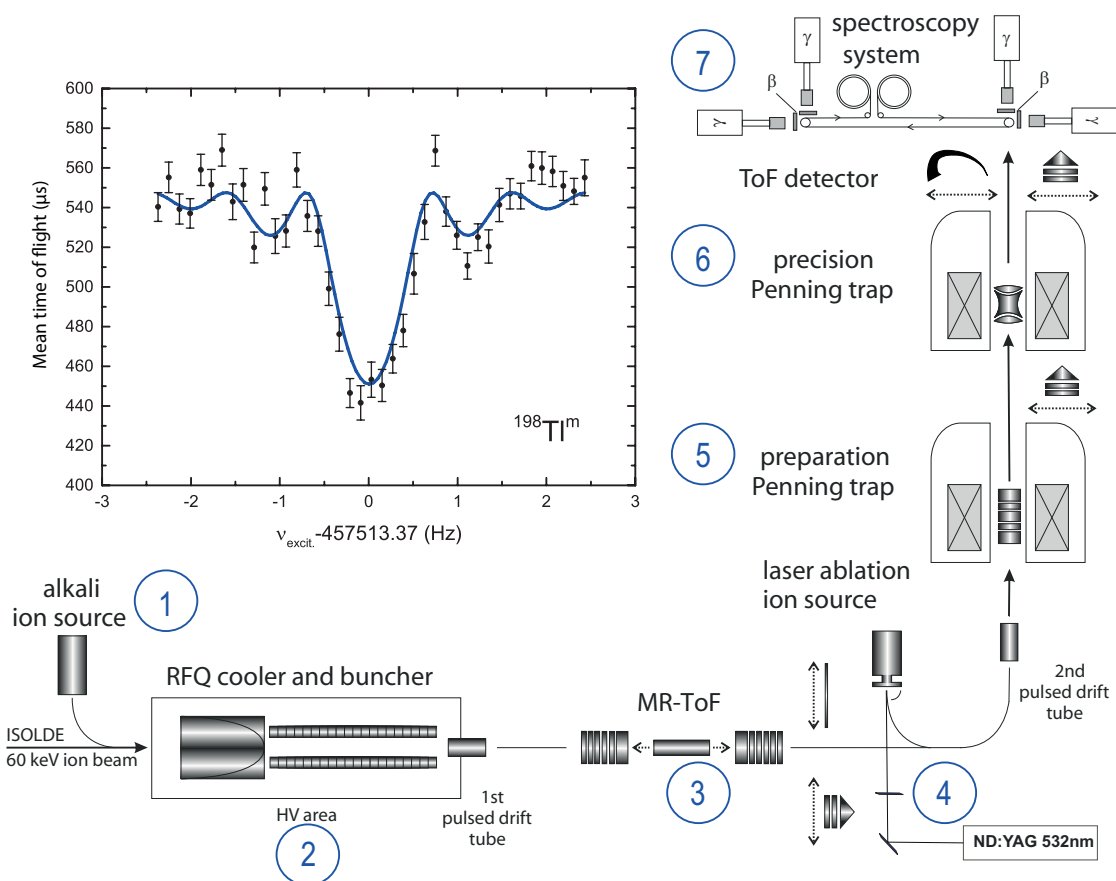 600
580
560
540
520
500
480
460
440
420
400
Mean time of flight (µs)
-3
-2
-1
0
1
2
3
ν_excit.-457513.37 (Hz)
¹⁹⁸Tlᵐ
7
spectroscopy
system
γ
γ
β
β
γ
γ
ToF detector
6
precision
Penning trap
5
preparation
Penning trap
laser ablation
ion source
alkali
ion source
1
RFQ cooler and buncher
ISOLDE
60 keV ion beam
HV area
2
1st
pulsed drift
tube
MR-ToF
3
2nd
pulsed drift
tube
4
ND:YAG 532nm